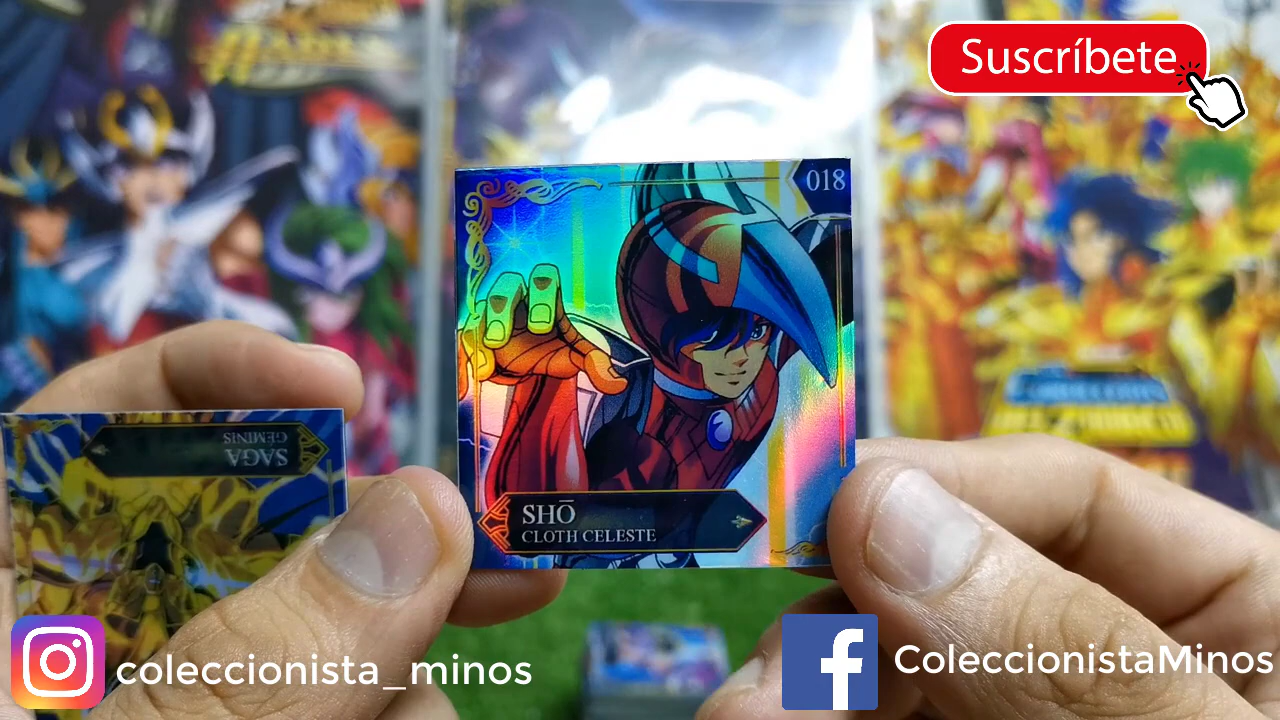 Suscríbete
018
SHŌ
CLOTH CELESTE
SAGA
GEMINIS
coleccionista_minos
ColeccionistaMinos